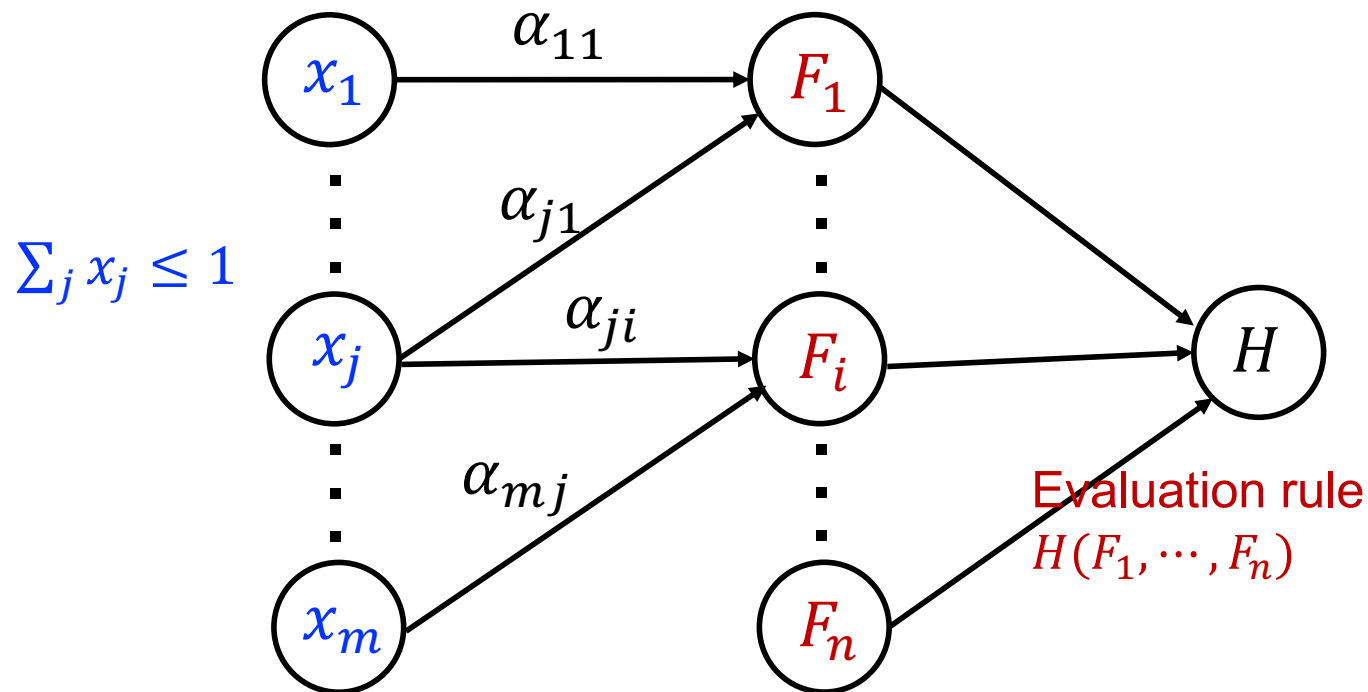 α₁₁
x₁
F₁
αⱼ₁
∑ⱼ xⱼ ≤ 1
αⱼᵢ
xⱼ
Fᵢ
H
αₘⱼ
Evaluation rule
H(F₁, ⋯, Fₙ)
xₘ
Fₙ